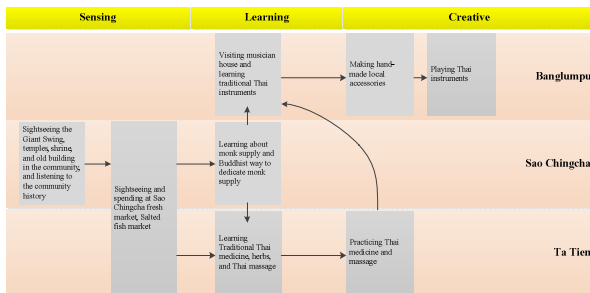 Sensing
Learning
Creative
Visiting musician
house and
learning
traditional Thai
instruments
Making hand-
made local
accessories
Playing Thai
instruments
Banglumpu
Sightseeing the
Giant Swing,
temples, shrine,
and old building
in the community,
and listening to
the community
history
Sightseeing and
spending at Sao
Chingcha fresh
market, Salted
fish market
Learning about
monk supply and
Buddhist way to
dedicate monk
supply
Sao Chingcha
Learning
Traditional Thai
medicine, herbs,
and Thai massage
Practicing Thai
medicine and
massage
Ta Tien